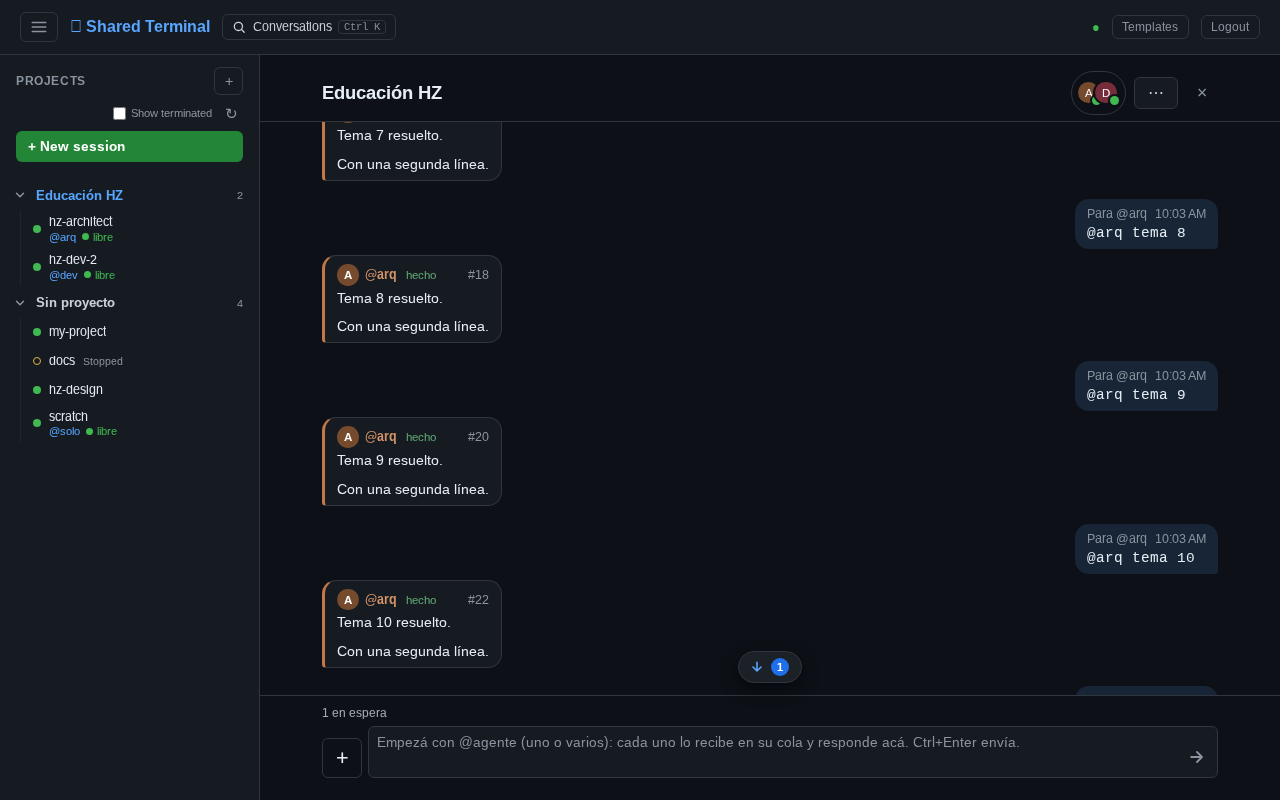 Shared Terminal
Conversations Ctrl K
Templates
Logout
PROJECTS
+
Show terminated ↻
+ New session
Educación HZ 2
hz-architect
@arq libre
hz-dev-2
@dev libre
Sin proyecto 4
my-project
docs Stopped
hz-design
scratch
@solo libre
Educación HZ
A D
⋯ ×
Tema 7 resuelto.
Con una segunda línea.
Para @arq 10:03 AM
@arq tema 8
A @arq hecho #18
Tema 8 resuelto.
Con una segunda línea.
Para @arq 10:03 AM
@arq tema 9
A @arq hecho #20
Tema 9 resuelto.
Con una segunda línea.
Para @arq 10:03 AM
@arq tema 10
A @arq hecho #22
Tema 10 resuelto.
Con una segunda línea.
1
1 en espera
+
Empezá con @agente (uno o varios): cada uno lo recibe en su cola y responde acá. Ctrl+Enter envía.